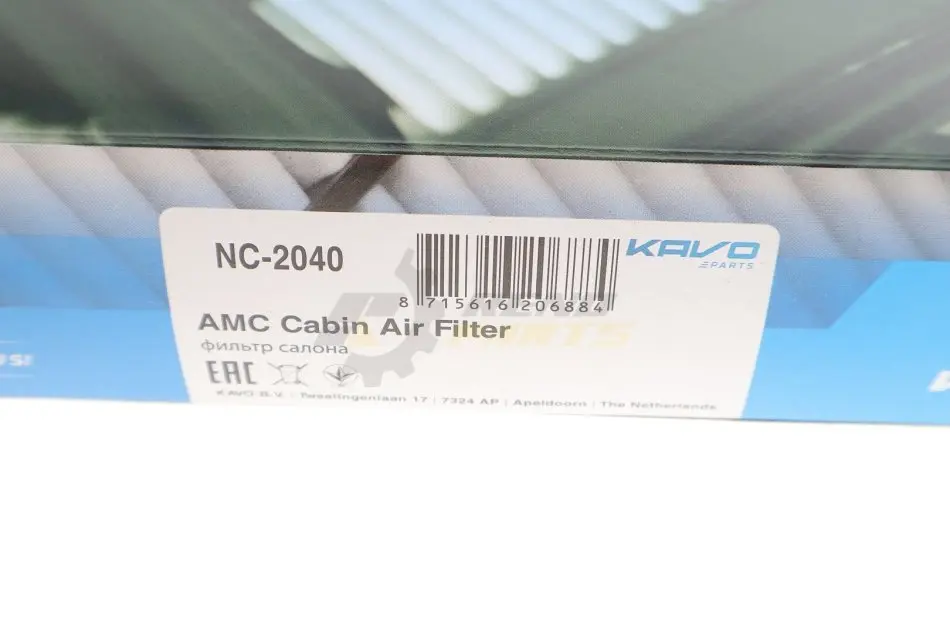 NC-2040
KAVO
PARTS
8 715616 206884
AMC Cabin Air Filter
фильтр салона
EAC
KAVO B.V. | Tweelingenlaan 17 | 7324 AP | Apeldoorn | The Netherlands